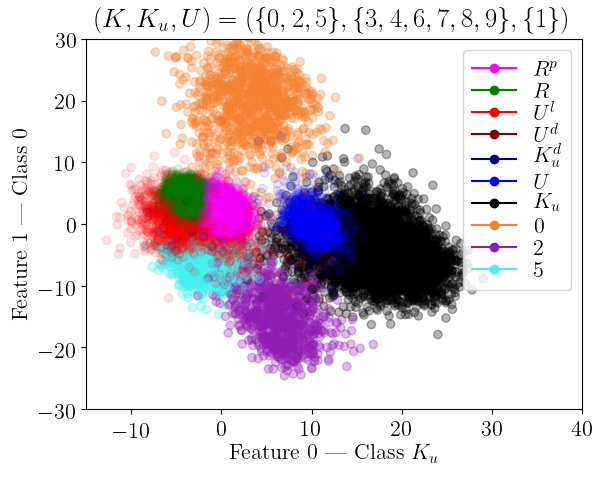 (K, K_u, U) = ({0, 2, 5}, {3, 4, 6, 7, 8, 9}, {1})
30
20
10
0
−10
−20
−30
Feature 1 — Class 0
R^p
R
U^l
U^d
K_u^d
U
K_u
0
2
5
−10
0
10
20
30
40
Feature 0 — Class K_u